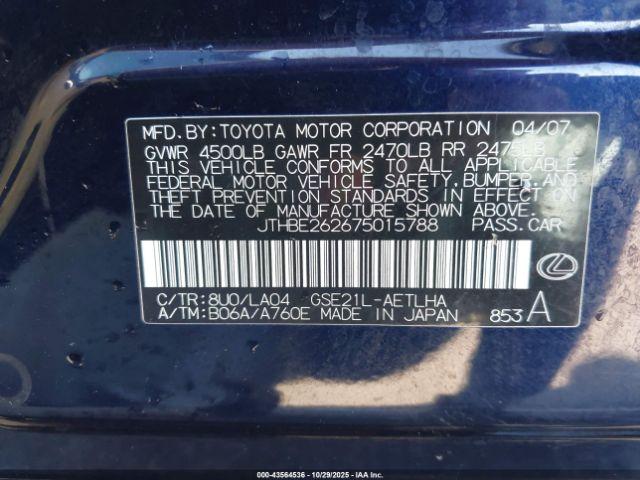 MFD. BY: TOYOTA MOTOR CORPORATION 04/07
GVWR 4500LB GAWR FR 2470LB RR 2475LB
THIS VEHICLE CONFORMS TO ALL APPLICABLE
FEDERAL MOTOR VEHICLE SAFETY, BUMPER, AND
THEFT PREVENTION STANDARDS IN EFFECT ON
THE DATE OF MANUFACTURE SHOWN ABOVE.
JTHBE262675015788 PASS. CAR
C/TR: 8U0/LA04 GSE21L-AETLHA
A/TM: B06A/A760E MADE IN JAPAN 853 A
000-43564536 - 10/29/2025 - IAA Inc.